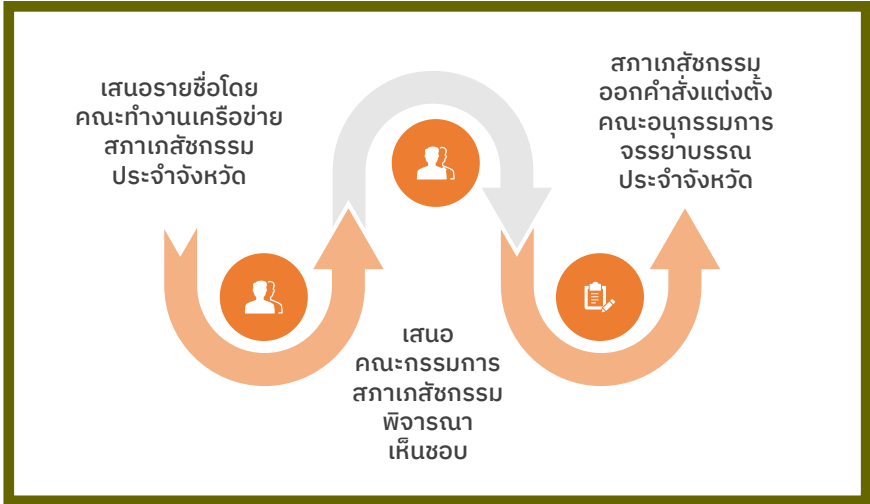 เสนอรายชื่อโดย
คณะทำงานเครือข่าย
สภาเภสัชกรรม
ประจำจังหวัด
เสนอ
คณะกรรมการ
สภาเภสัชกรรม
พิจารณา
เห็นชอบ
สภาเภสัชกรรม
ออกคำสั่งแต่งตั้ง
คณะอนุกรรมการ
จรรยาบรรณ
ประจำจังหวัด